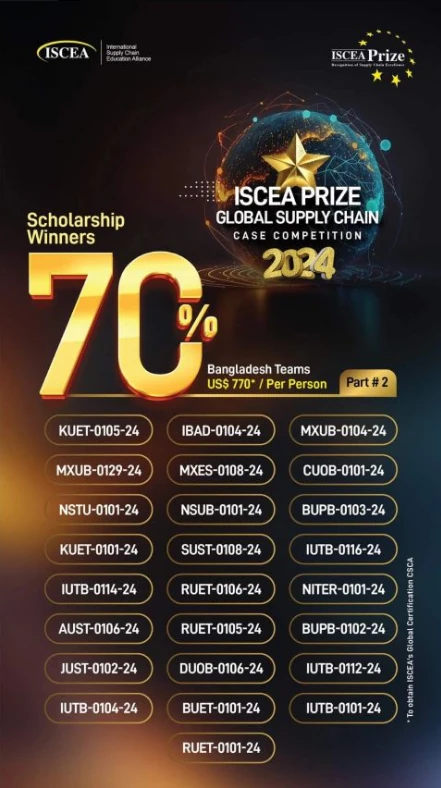 ISCEA
International
Supply Chain
Education Alliance
ISCEA Prize
Recognition of Supply Chain Excellence
ISCEA PRIZE
GLOBAL SUPPLY CHAIN
CASE COMPETITION
2024
Scholarship
Winners
70%
Bangladesh Teams
US$ 770* / Per Person
Part # 2
KUET-0105-24 IBAD-0104-24 MXUB-0104-24
MXUB-0129-24 MXES-0108-24 CUOB-0101-24
NSTU-0101-24 NSUB-0101-24 BUPB-0103-24
KUET-0101-24 SUST-0108-24 IUTB-0116-24
IUTB-0114-24 RUET-0106-24 NITER-0101-24
AUST-0106-24 RUET-0105-24 BUPB-0102-24
JUST-0102-24 DUOB-0106-24 IUTB-0112-24
IUTB-0104-24 BUET-0101-24 IUTB-0101-24
RUET-0101-24
* To obtain ISCEA's Global Certification CSCA